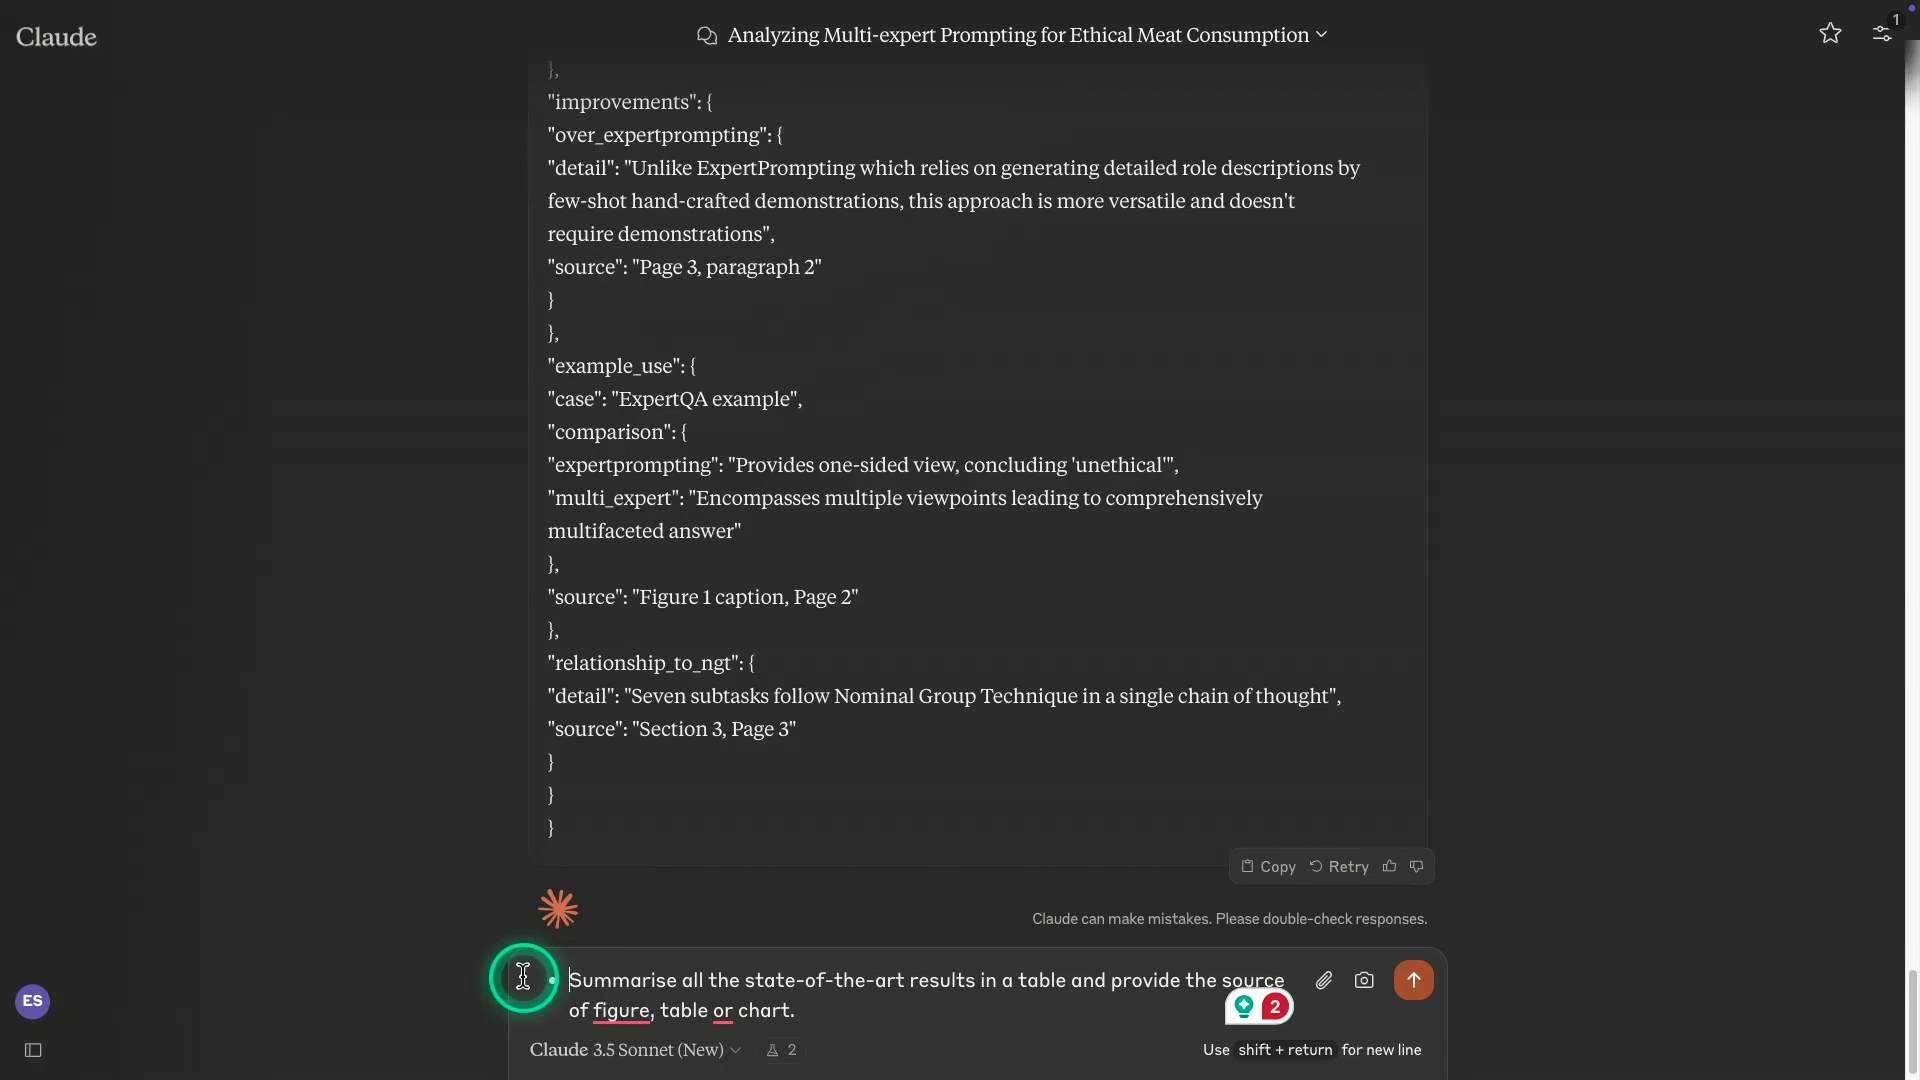 Claude
Analyzing Multi-expert Prompting for Ethical Meat Consumption
1
},
"improvements": {
"over_expertprompting": {
"detail": "Unlike ExpertPrompting which relies on generating detailed role descriptions by
few-shot hand-crafted demonstrations, this approach is more versatile and doesn't
require demonstrations",
"source": "Page 3, paragraph 2"
}
},
"example_use": {
"case": "ExpertQA example",
"comparison": {
"expertprompting": "Provides one-sided view, concluding 'unethical'",
"multi_expert": "Encompasses multiple viewpoints leading to comprehensively
multifaceted answer"
},
"source": "Figure 1 caption, Page 2"
},
"relationship_to_ngt": {
"detail": "Seven subtasks follow Nominal Group Technique in a single chain of thought",
"source": "Section 3, Page 3"
}
}
}
Copy Retry
Claude can make mistakes. Please double-check responses.
• Summarise all the state-of-the-art results in a table and provide the source
of figure, table or chart.
2
ES
Claude 3.5 Sonnet (New) 2
Use shift + return for new line